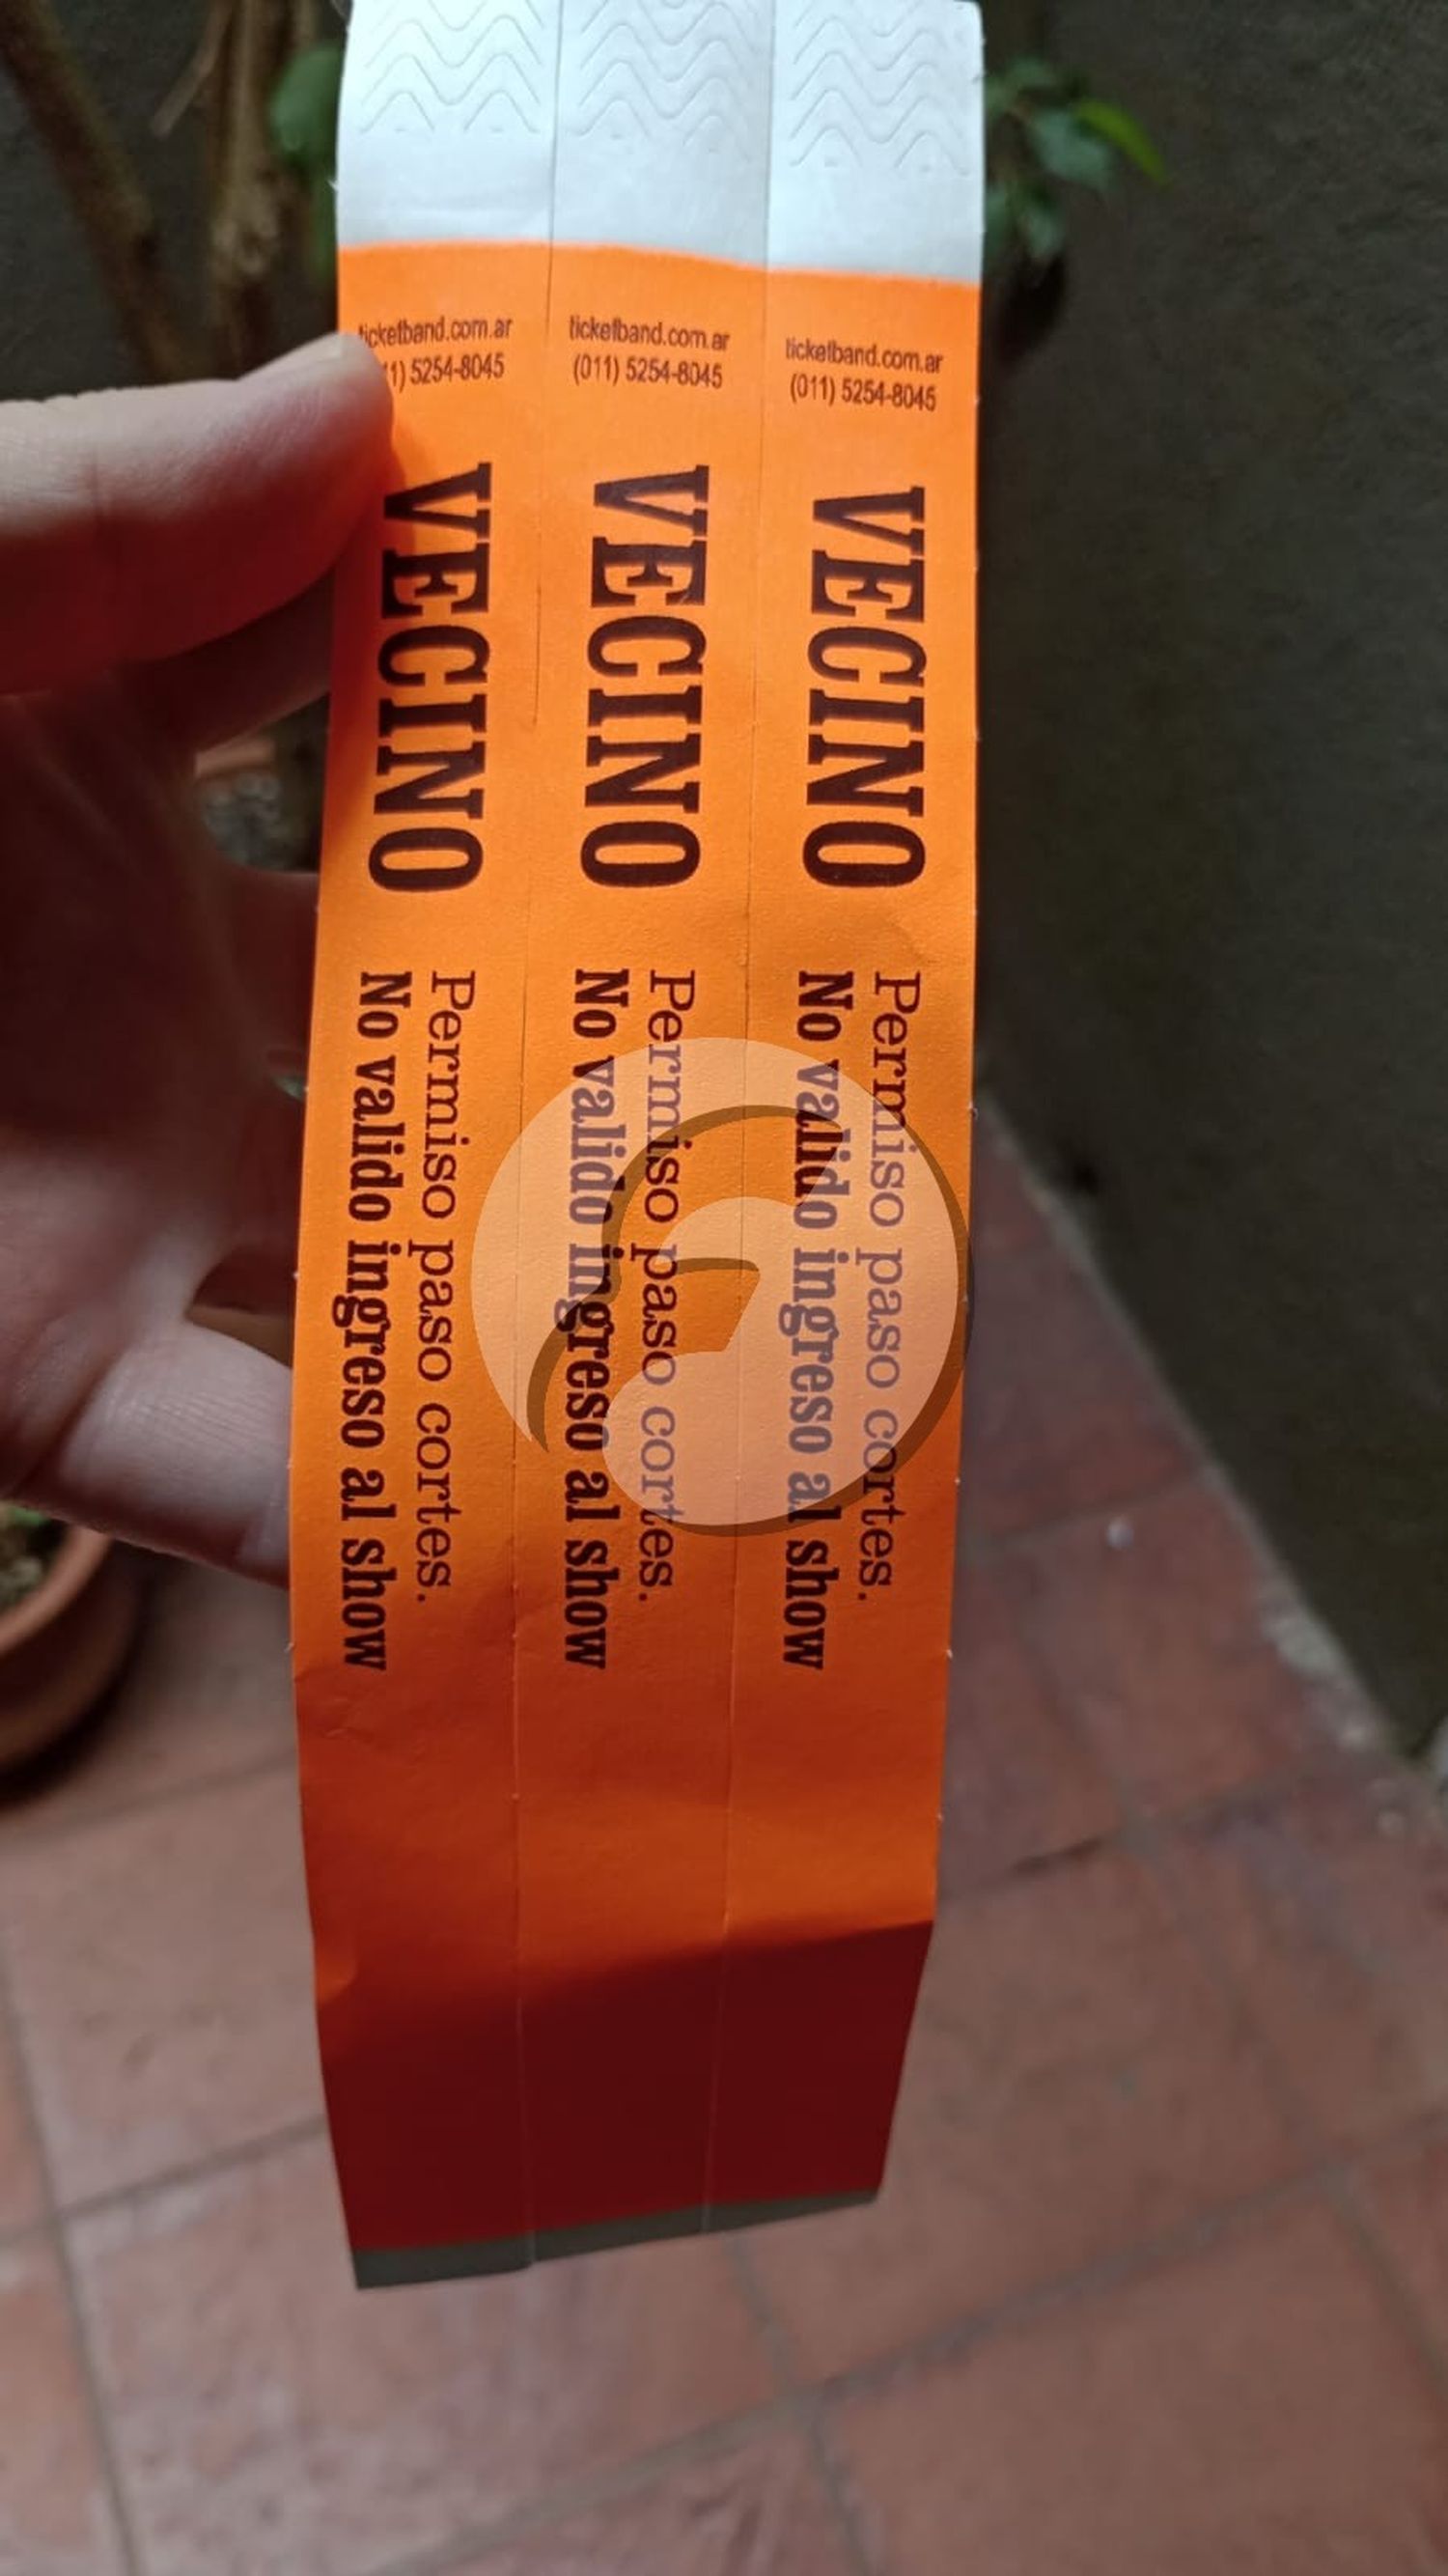 ticketband.com.ar
5254-8045
VECINO
Permiso paso cortes.
No valido ingreso al show
ticketband.com.ar
(011) 5254-8045
VECINO
Permiso paso cortes.
No valido ingreso al show
ticketband.com.ar
(011) 5254-8045
VECINO
Permiso paso cortes.
No valido ingreso al show